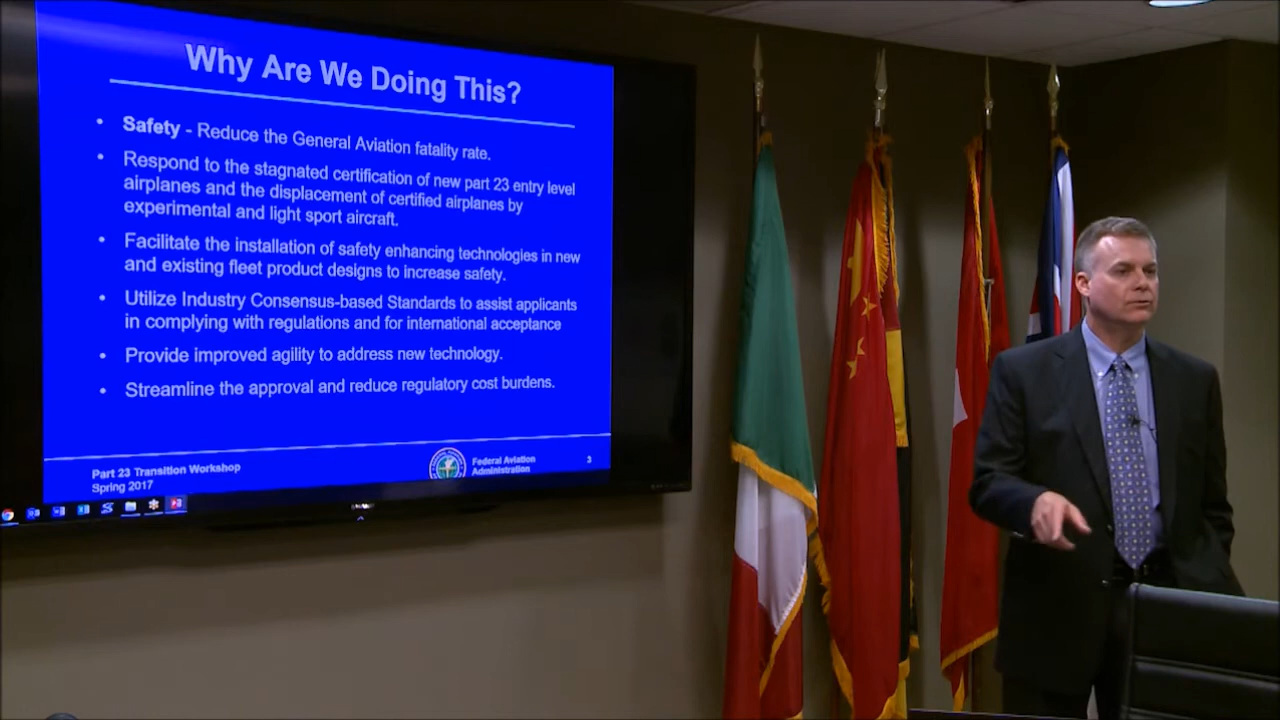 Why Are We Doing This?
• Safety - Reduce the General Aviation fatality rate.
• Respond to the stagnated certification of new part 23 entry level
airplanes and the displacement of certified airplanes by
experimental and light sport aircraft.
• Facilitate the installation of safety enhancing technologies in new
and existing fleet product designs to increase safety.
• Utilize Industry Consensus-based Standards to assist applicants
in complying with regulations and for international acceptance
• Provide improved agility to address new technology.
• Streamline the approval and reduce regulatory cost burdens.
Part 23 Transition Workshop
Spring 2017
Federal Aviation
Administration
3